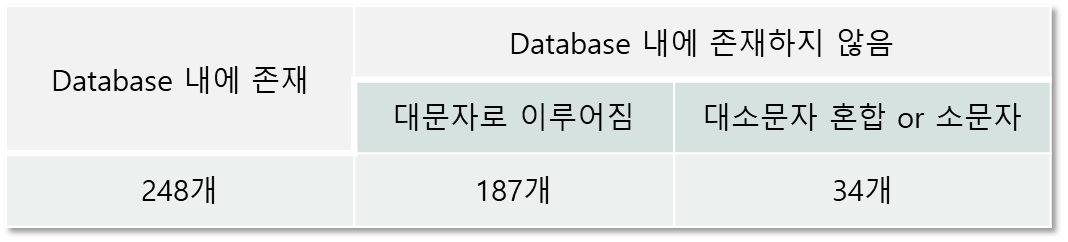 Database 내에 존재하지 않음
Database 내에 존재
대문자로 이루어짐
대소문자 혼합 or 소문자
248개
187개
34개